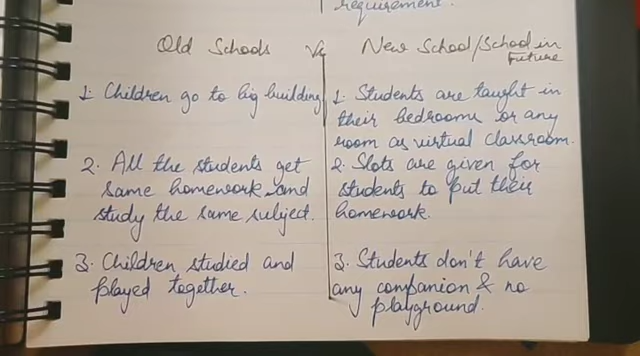 requirement.
Old Schools Vs New School/School in Future
1. Children go to big building
2. All the students get
same homework and
study the same subject.
3. Children studied and
played together.
1. Students are taught in
their bedrooms or any
room as virtual classroom.
2. Slots are given for
students to put their
homework.
3. Students don't have
any companion & no
playground.